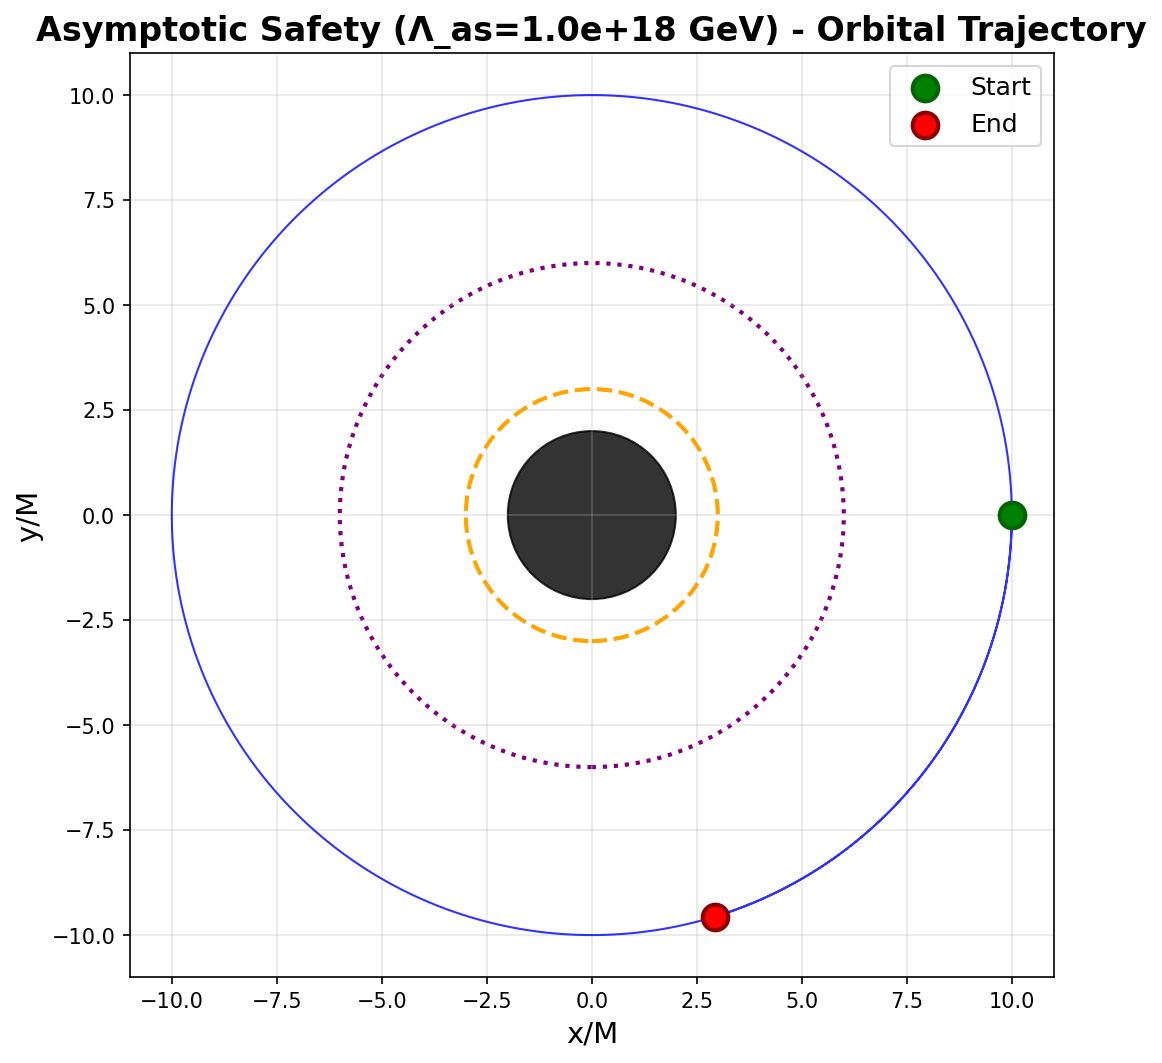 Asymptotic Safety (Λ_as=1.0e+18 GeV) - Orbital Trajectory
Start
End
10.0
7.5
5.0
2.5
0.0
−2.5
−5.0
−7.5
−10.0
y/M
−10.0 −7.5 −5.0 −2.5 0.0 2.5 5.0 7.5 10.0
x/M